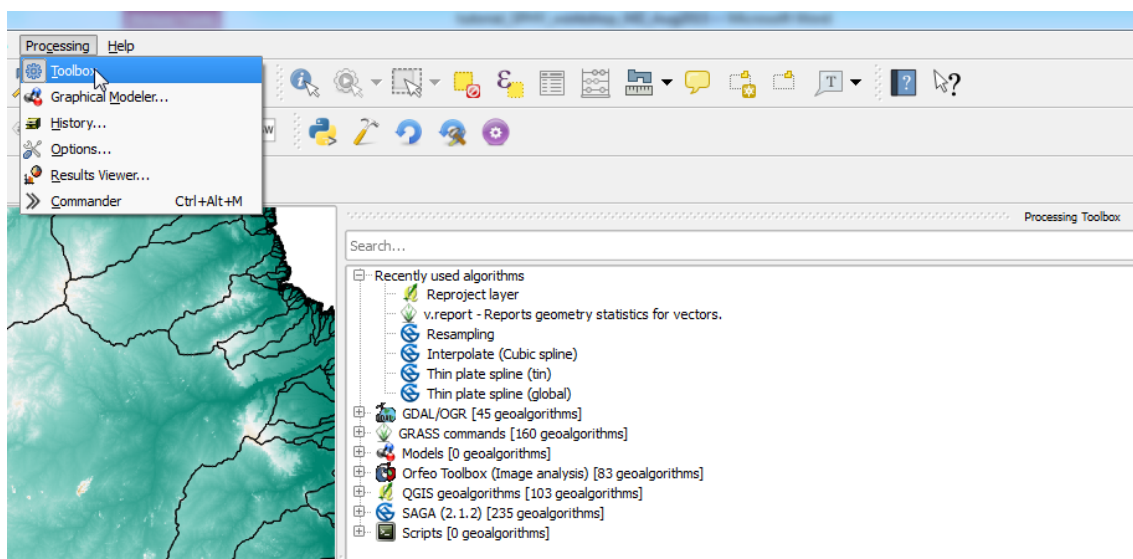 Processing Help
Toolbox
Graphical Modeler...
History...
Options...
Results Viewer...
Commander Ctrl+Alt+M
T
?
?
Processing Toolbox
Search...
Recently used algorithms
Reproject layer
v.report - Reports geometry statistics for vectors.
Resampling
Interpolate (Cubic spline)
Thin plate spline (tin)
Thin plate spline (global)
GDAL/OGR [45 geoalgorithms]
GRASS commands [160 geoalgorithms]
Models [0 geoalgorithms]
Orfeo Toolbox (Image analysis) [83 geoalgorithms]
QGIS geoalgorithms [103 geoalgorithms]
SAGA (2.1.2) [235 geoalgorithms]
Scripts [0 geoalgorithms]